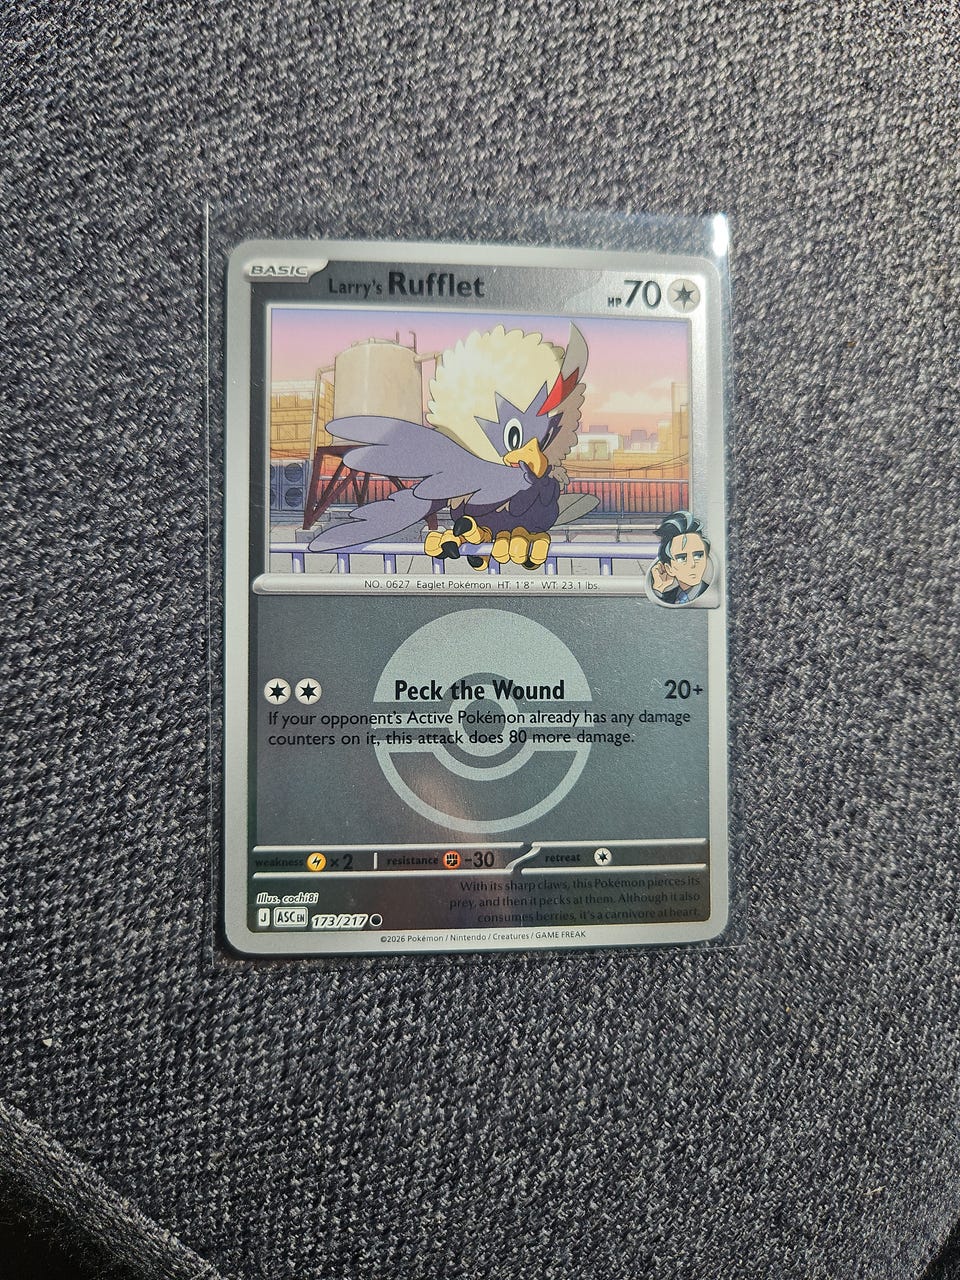 BASIC
Larry's Rufflet
HP 70
NO. 0627 Eaglet Pokémon HT: 1'8" WT: 23.1 lbs.
Peck the Wound 20+
If your opponent's Active Pokémon already has any damage
counters on it, this attack does 80 more damage.
weakness ×2 resistance -30 retreat
With its sharp claws, this Pokémon pierces its
prey, and then it pecks at them. Although it also
consumes berries, it's a carnivore at heart.
Illus. cochi8i
J ASC EN 173/217
©2026 Pokémon / Nintendo / Creatures / GAME FREAK